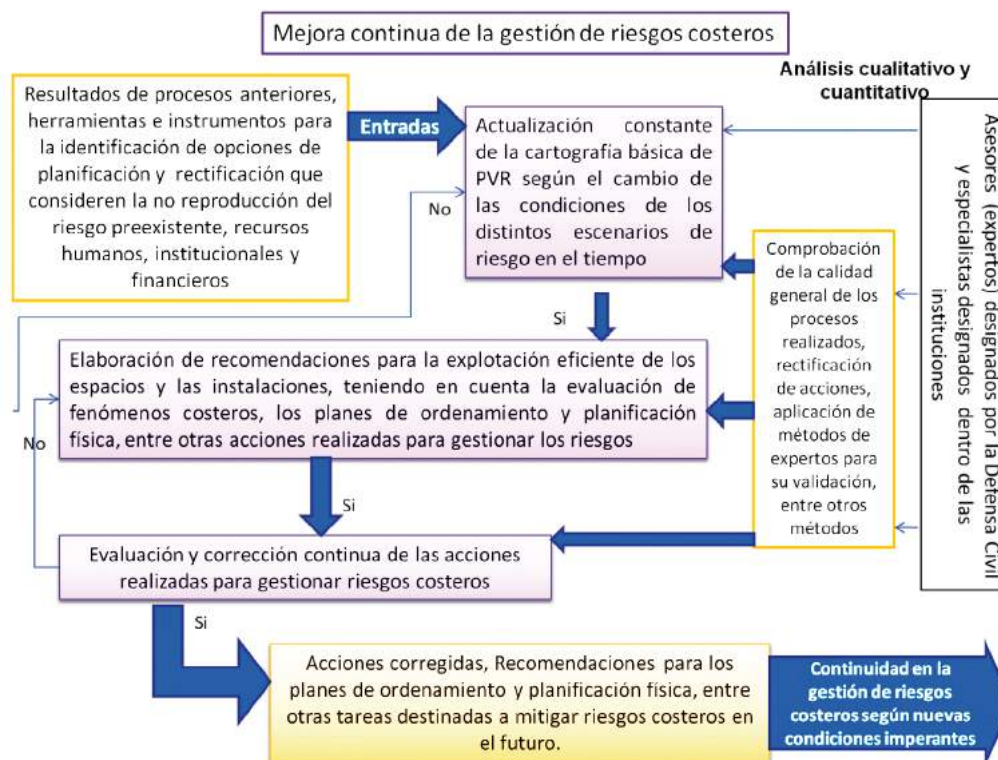 Mejora continua de la gestión de riesgos costeros
Resultados de procesos anteriores,
herramientas e instrumentos para
la identificación de opciones de
planificación y rectificación que
consideren la no reproducción del
riesgo preexistente, recursos
humanos, institucionales y
financieros
Entradas
Actualización constante
de la cartografía básica de
PVR según el cambio de
las condiciones de los
distintos escenarios de
riesgo en el tiempo
Análisis cualitativo y
cuantitativo
Asesores (expertos) designados por la Defensa Civil
y especialistas designados dentro de las
instituciones
No
Comprobación
de la calidad
general de los
procesos
realizados,
rectificación
de acciones,
aplicación de
métodos de
expertos para
su validación,
entre otros
métodos
Si
Elaboración de recomendaciones para la explotación eficiente de los
espacios y las instalaciones, teniendo en cuenta la evaluación de
fenómenos costeros, los planes de ordenamiento y planificación
física, entre otras acciones realizadas para gestionar los riesgos
No
Si
Evaluación y corrección continua de las acciones
realizadas para gestionar riesgos costeros
Si
Acciones corregidas, Recomendaciones para los
planes de ordenamiento y planificación física, entre
otras tareas destinadas a mitigar riesgos costeros en
el futuro.
Continuidad en la
gestión de riesgos
costeros según nuevas
condiciones imperantes